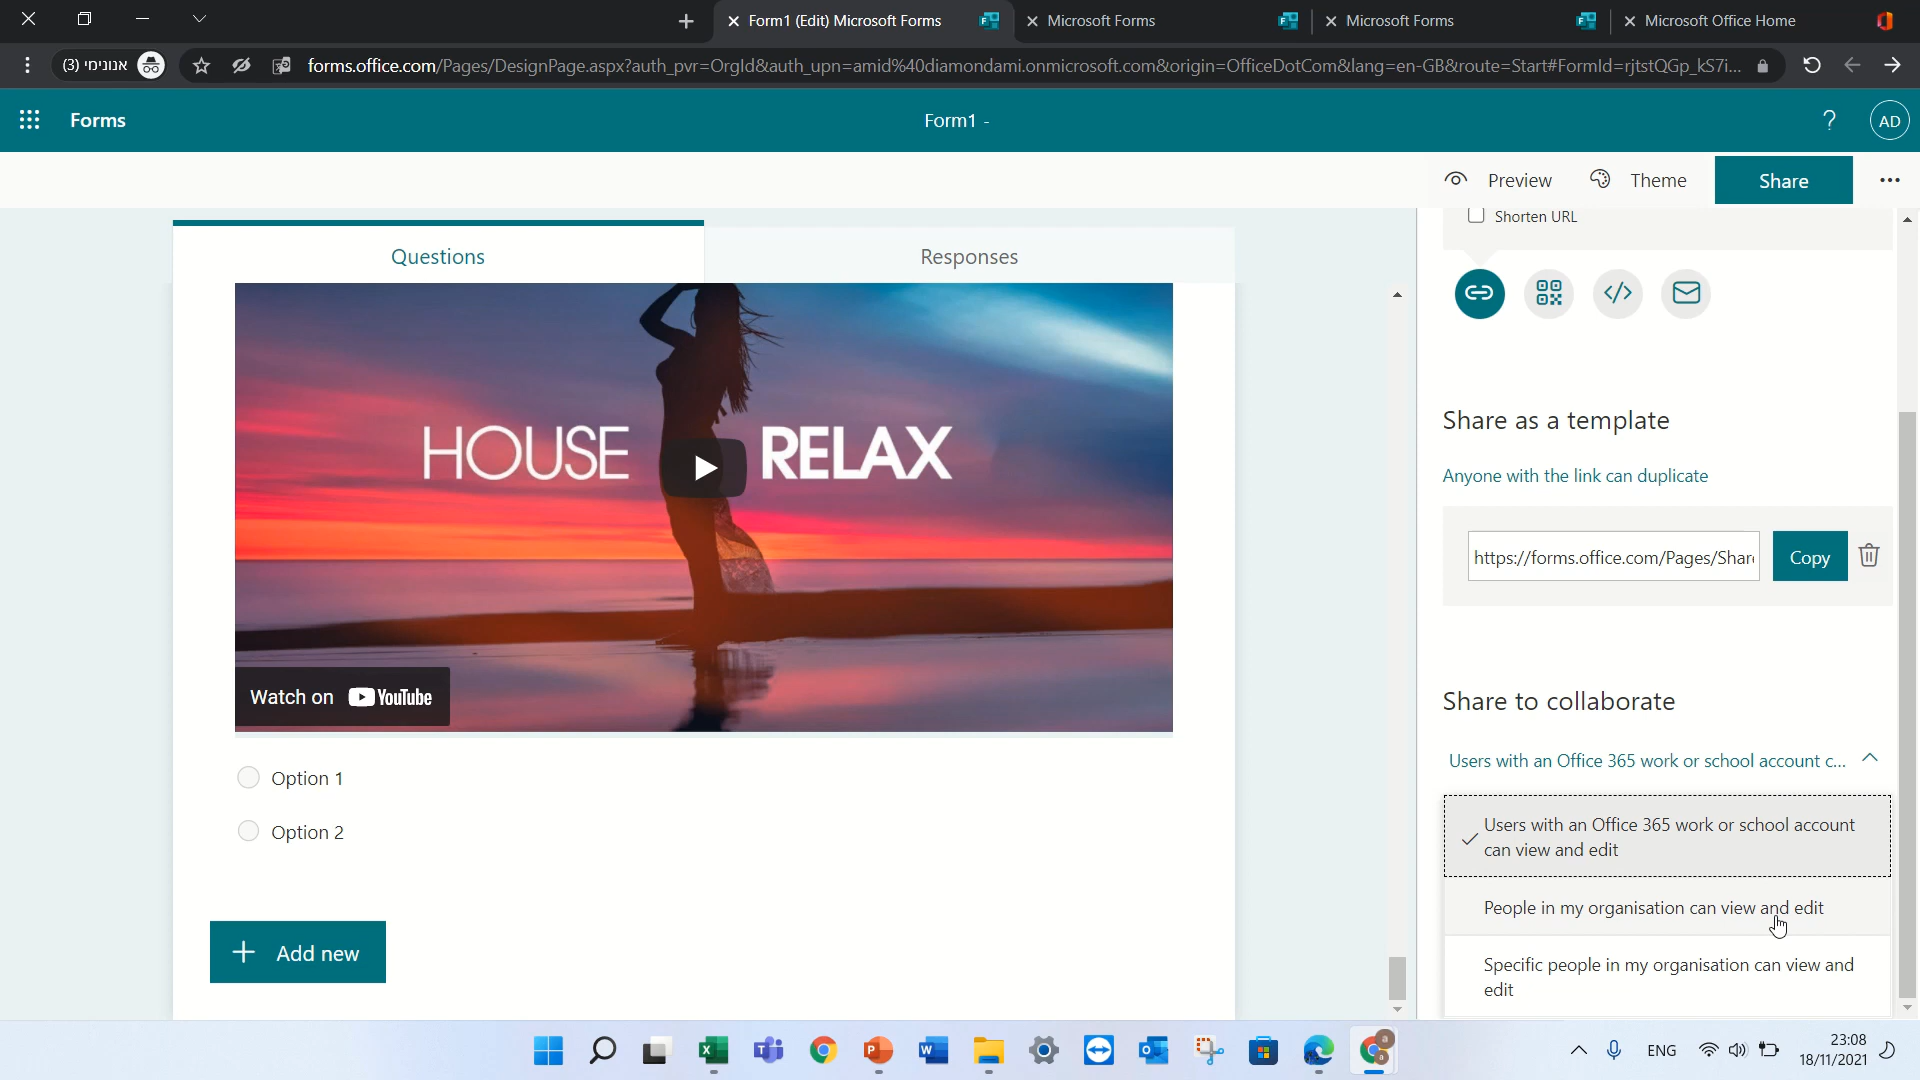 Form1 (Edit) Microsoft Forms
Microsoft Forms
Microsoft Forms
Microsoft Office Home
אנונימי (3)
forms.office.com/Pages/DesignPage.aspx?auth_pvr=OrgId&auth_upn=amid%40diamondami.onmicrosoft.com&origin=OfficeDotCom&lang=en-GB&route=Start#FormId=rjtstQGp_kS7i...
Forms
Form1 -
?
AD
Preview
Theme
Share
Questions
Responses
HOUSE RELAX
Watch on YouTube
Option 1
Option 2
Add new
Shorten URL
Share as a template
Anyone with the link can duplicate
https://forms.office.com/Pages/Shar
Copy
Share to collaborate
Users with an Office 365 work or school account c...
Users with an Office 365 work or school account
can view and edit
People in my organisation can view and edit
Specific people in my organisation can view and
edit
ENG
23:08
18/11/2021